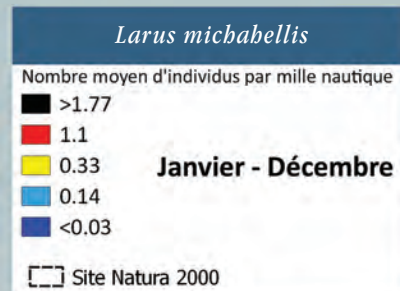 Larus michahellis
Nombre moyen d'individus par mille nautique
>1.77
1.1
0.33
Janvier - Décembre
0.14
<0.03
Site Natura 2000